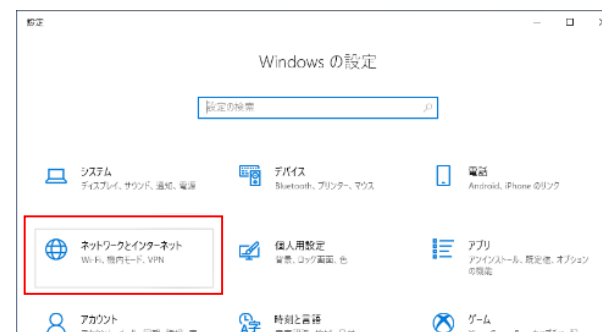 設定
Windows の設定
設定の検索
システム
ディスプレイ、サウンド、通知、電源
デバイス
Bluetooth、プリンター、マウス
電話
Android、iPhone のリンク
ネットワークとインターネット
Wi-Fi、機内モード、VPN
個人用設定
背景、ロック画面、色
アプリ
アンインストール、既定値、オプション
の機能
アカウント
時刻と言語
ゲーム